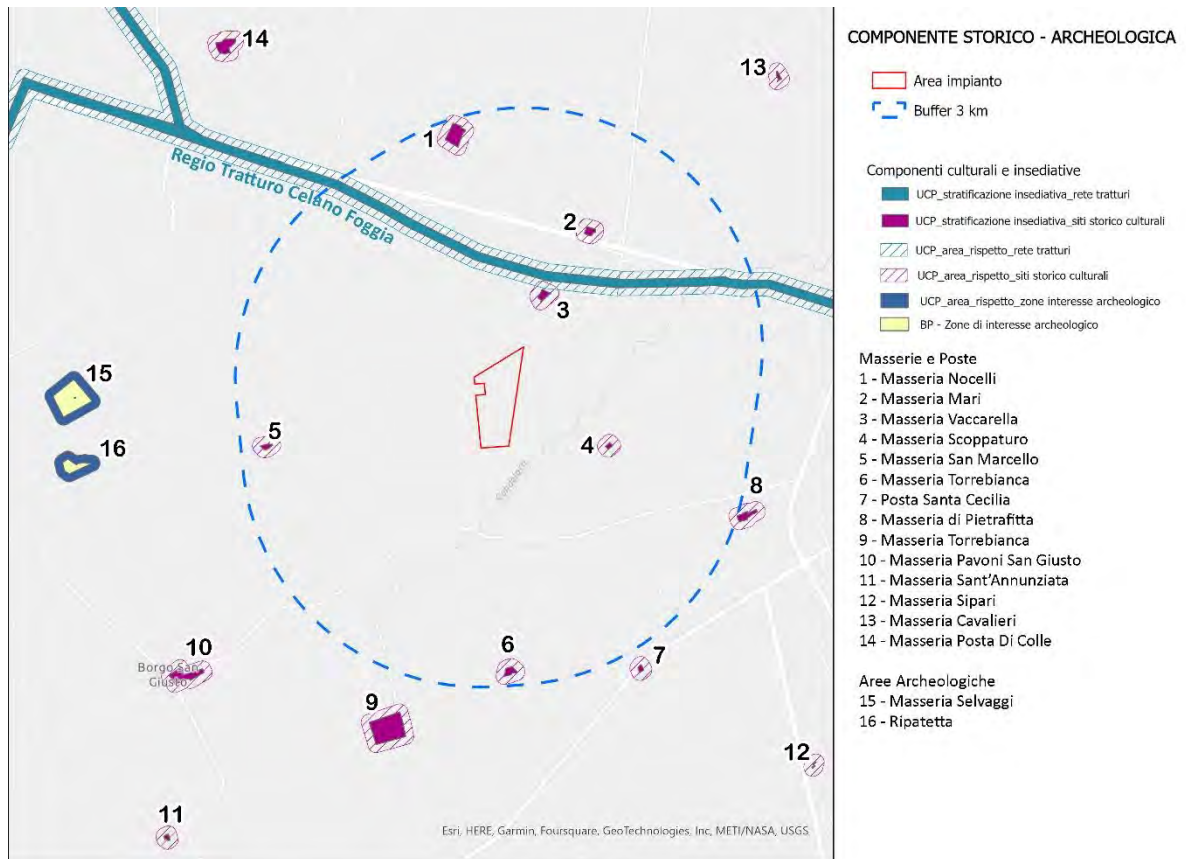 14
13
1
Regio Tratturo Celano Foggia
2
3
15
16
5
4
8
6
7
10
Borgo San
Giusto
9
12
11
Esri, HERE, Garmin, Foursquare, GeoTechnologies, Inc, METI/NASA, USGS
COMPONENTE STORICO - ARCHEOLOGICA
Area impianto
Buffer 3 km
Componenti culturali e insediative
UCP_stratificazione insediativa_rete tratturi
UCP_stratificazione insediativa_siti storico culturali
UCP_area_rispetto_rete tratturi
UCP_area_rispetto_siti storico culturali
UCP_area_rispetto_zone interesse archeologico
BP - Zone di interesse archeologico
Masserie e Poste
1 - Masseria Nocelli
2 - Masseria Mari
3 - Masseria Vaccarella
4 - Masseria Scoppaturo
5 - Masseria San Marcello
6 - Masseria Torrebianca
7 - Posta Santa Cecilia
8 - Masseria di Pietrafitta
9 - Masseria Torrebianca
10 - Masseria Pavoni San Giusto
11 - Masseria Sant'Annunziata
12 - Masseria Sipari
13 - Masseria Cavalieri
14 - Masseria Posta Di Colle
Aree Archeologiche
15 - Masseria Selvaggi
16 - Ripatetta